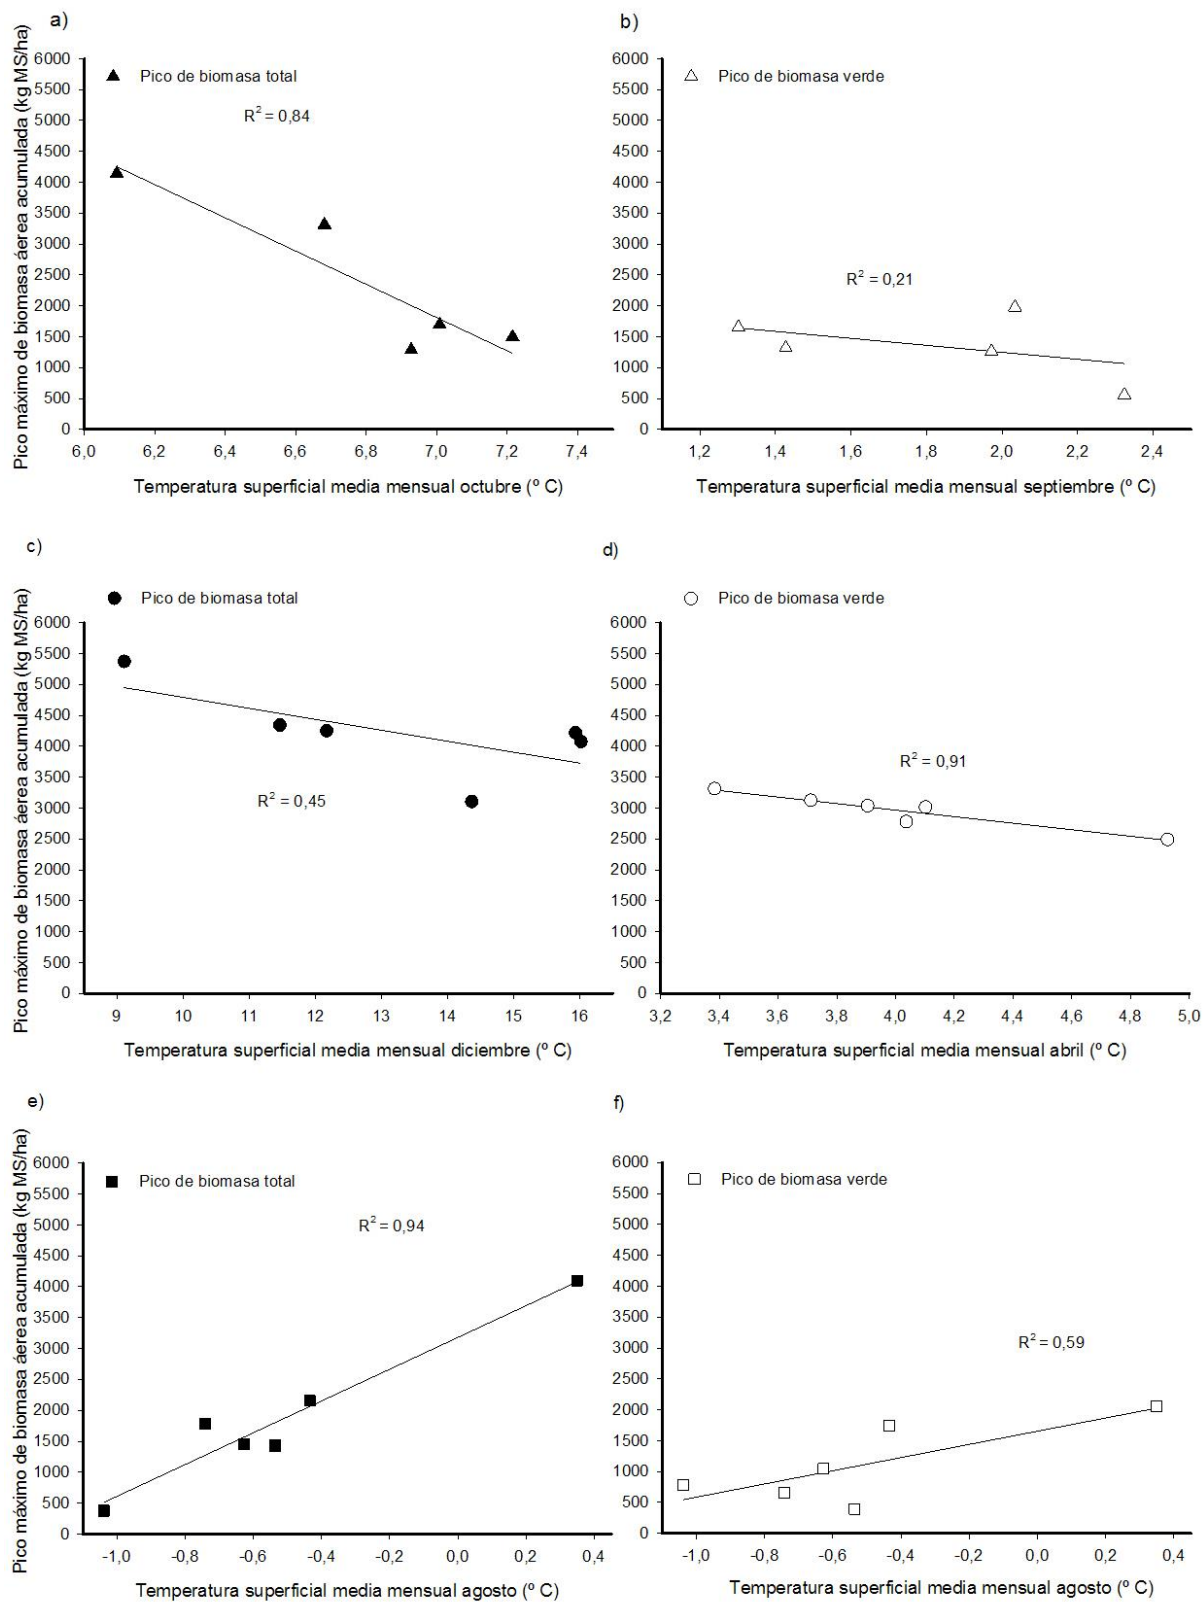 a)
Pico máximo de biomasa áerea acumulada (kg MS/ha)
6000
5500
5000
4500
4000
3500
3000
2500
2000
1500
1000
500
0
Pico de biomasa total
R² = 0,84
6,0 6,2 6,4 6,6 6,8 7,0 7,2 7,4
Temperatura superficial media mensual octubre (º C)
b)
6000
5500
5000
4500
4000
3500
3000
2500
2000
1500
1000
500
0
Pico de biomasa verde
R² = 0,21
1,2 1,4 1,6 1,8 2,0 2,2 2,4
Temperatura superficial media mensual septiembre (º C)
c)
Pico máximo de biomasa áerea acumulada (kg MS/ha)
Pico de biomasa total
6000
5500
5000
4500
4000
3500
3000
2500
2000
1500
1000
500
0
R² = 0,45
9 10 11 12 13 14 15 16
Temperatura superficial media mensual diciembre (º C)
d)
Pico de biomasa verde
6000
5500
5000
4500
4000
3500
3000
2500
2000
1500
1000
500
0
R² = 0,91
3,2 3,4 3,6 3,8 4,0 4,2 4,4 4,6 4,8 5,0
Temperatura superficial media mensual abril (º C)
e)
Pico máximo de biomasa áerea acumulada (kg MS/ha)
6000
5500
5000
4500
4000
3500
3000
2500
2000
1500
1000
500
0
Pico de biomasa total
R² = 0,94
-1,0 -0,8 -0,6 -0,4 -0,2 0,0 0,2 0,4
Temperatura superficial media mensual agosto (º C)
f)
6000
5500
5000
4500
4000
3500
3000
2500
2000
1500
1000
500
0
Pico de biomasa verde
R² = 0,59
-1,0 -0,8 -0,6 -0,4 -0,2 0,0 0,2 0,4
Temperatura superficial media mensual agosto (º C)